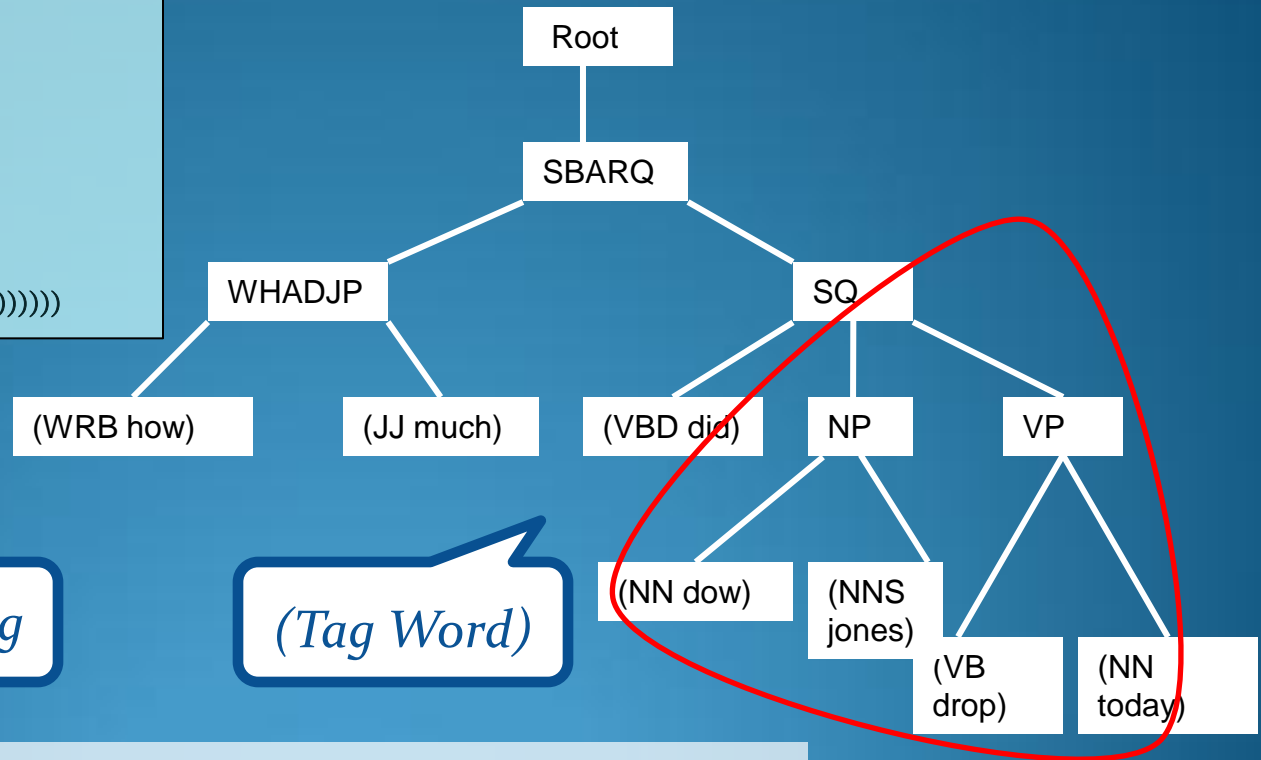 Root
SBARQ
))))))
WHADJP
SQ
(WRB how)
(JJ much)
(VBD did)
NP
VP
(NN dow)
(NNS
jones)
(VB
drop)
(NN
today)
g
(Tag Word)